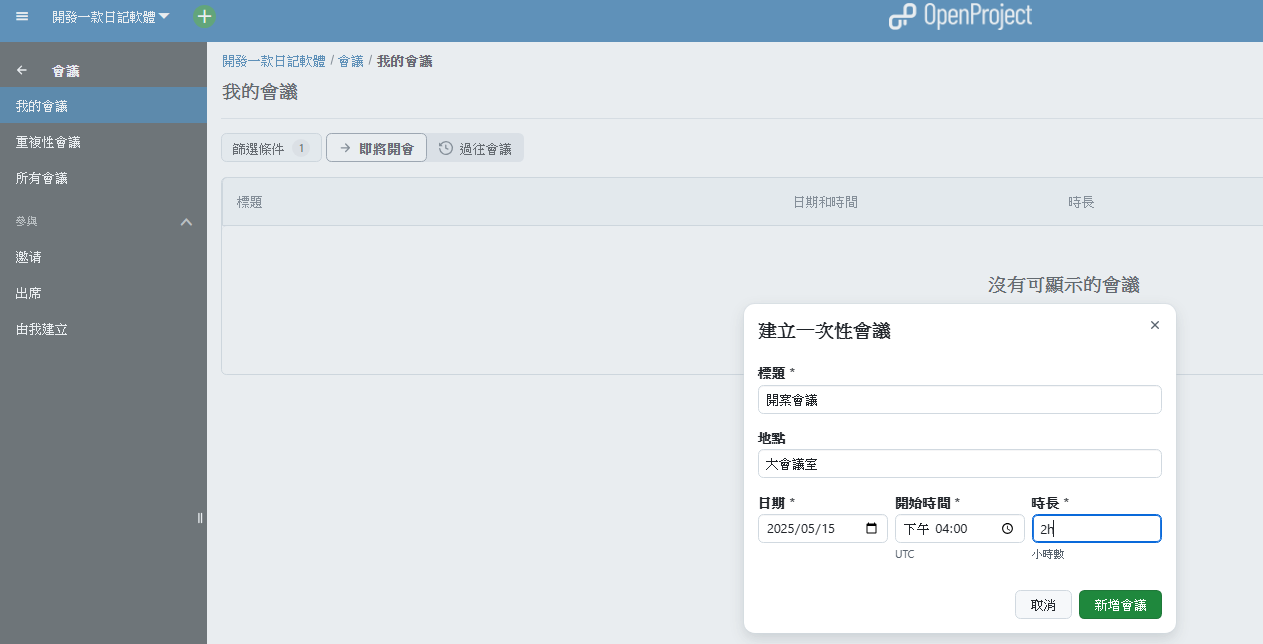 開發一款日記軟體
OpenProject
會議
我的會議
重複性會議
所有會議
參與
邀请
出席
由我建立
開發一款日記軟體 / 會議 / 我的會議
我的會議
篩選條件 1 即將開會 過往會議
標題 日期和時間 時長
沒有可顯示的會議
建立一次性會議
標題 *
開案會議
地點
大會議室
日期 * 開始時間 * 時長 *
2025/05/15 下午 04:00 2h
UTC 小時數
取消 新增會議